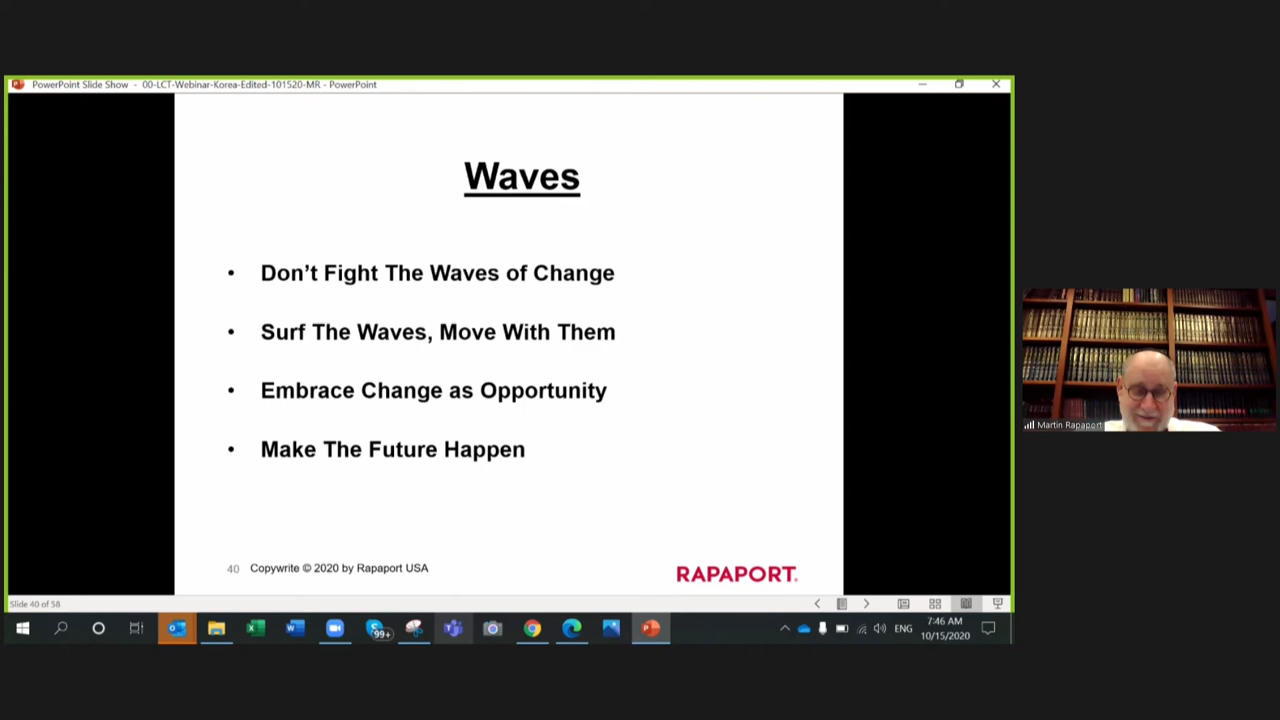 PowerPoint Slide Show - 00-LCT-Webinar-Korea-Edited-101520-MR - PowerPoint
Waves
• Don't Fight The Waves of Change
• Surf The Waves, Move With Them
• Embrace Change as Opportunity
• Make The Future Happen
40 Copywrite © 2020 by Rapaport USA
RAPAPORT.
Martin Rapaport
Slide 40 of 58
99+
ENG
7:46 AM
10/15/2020